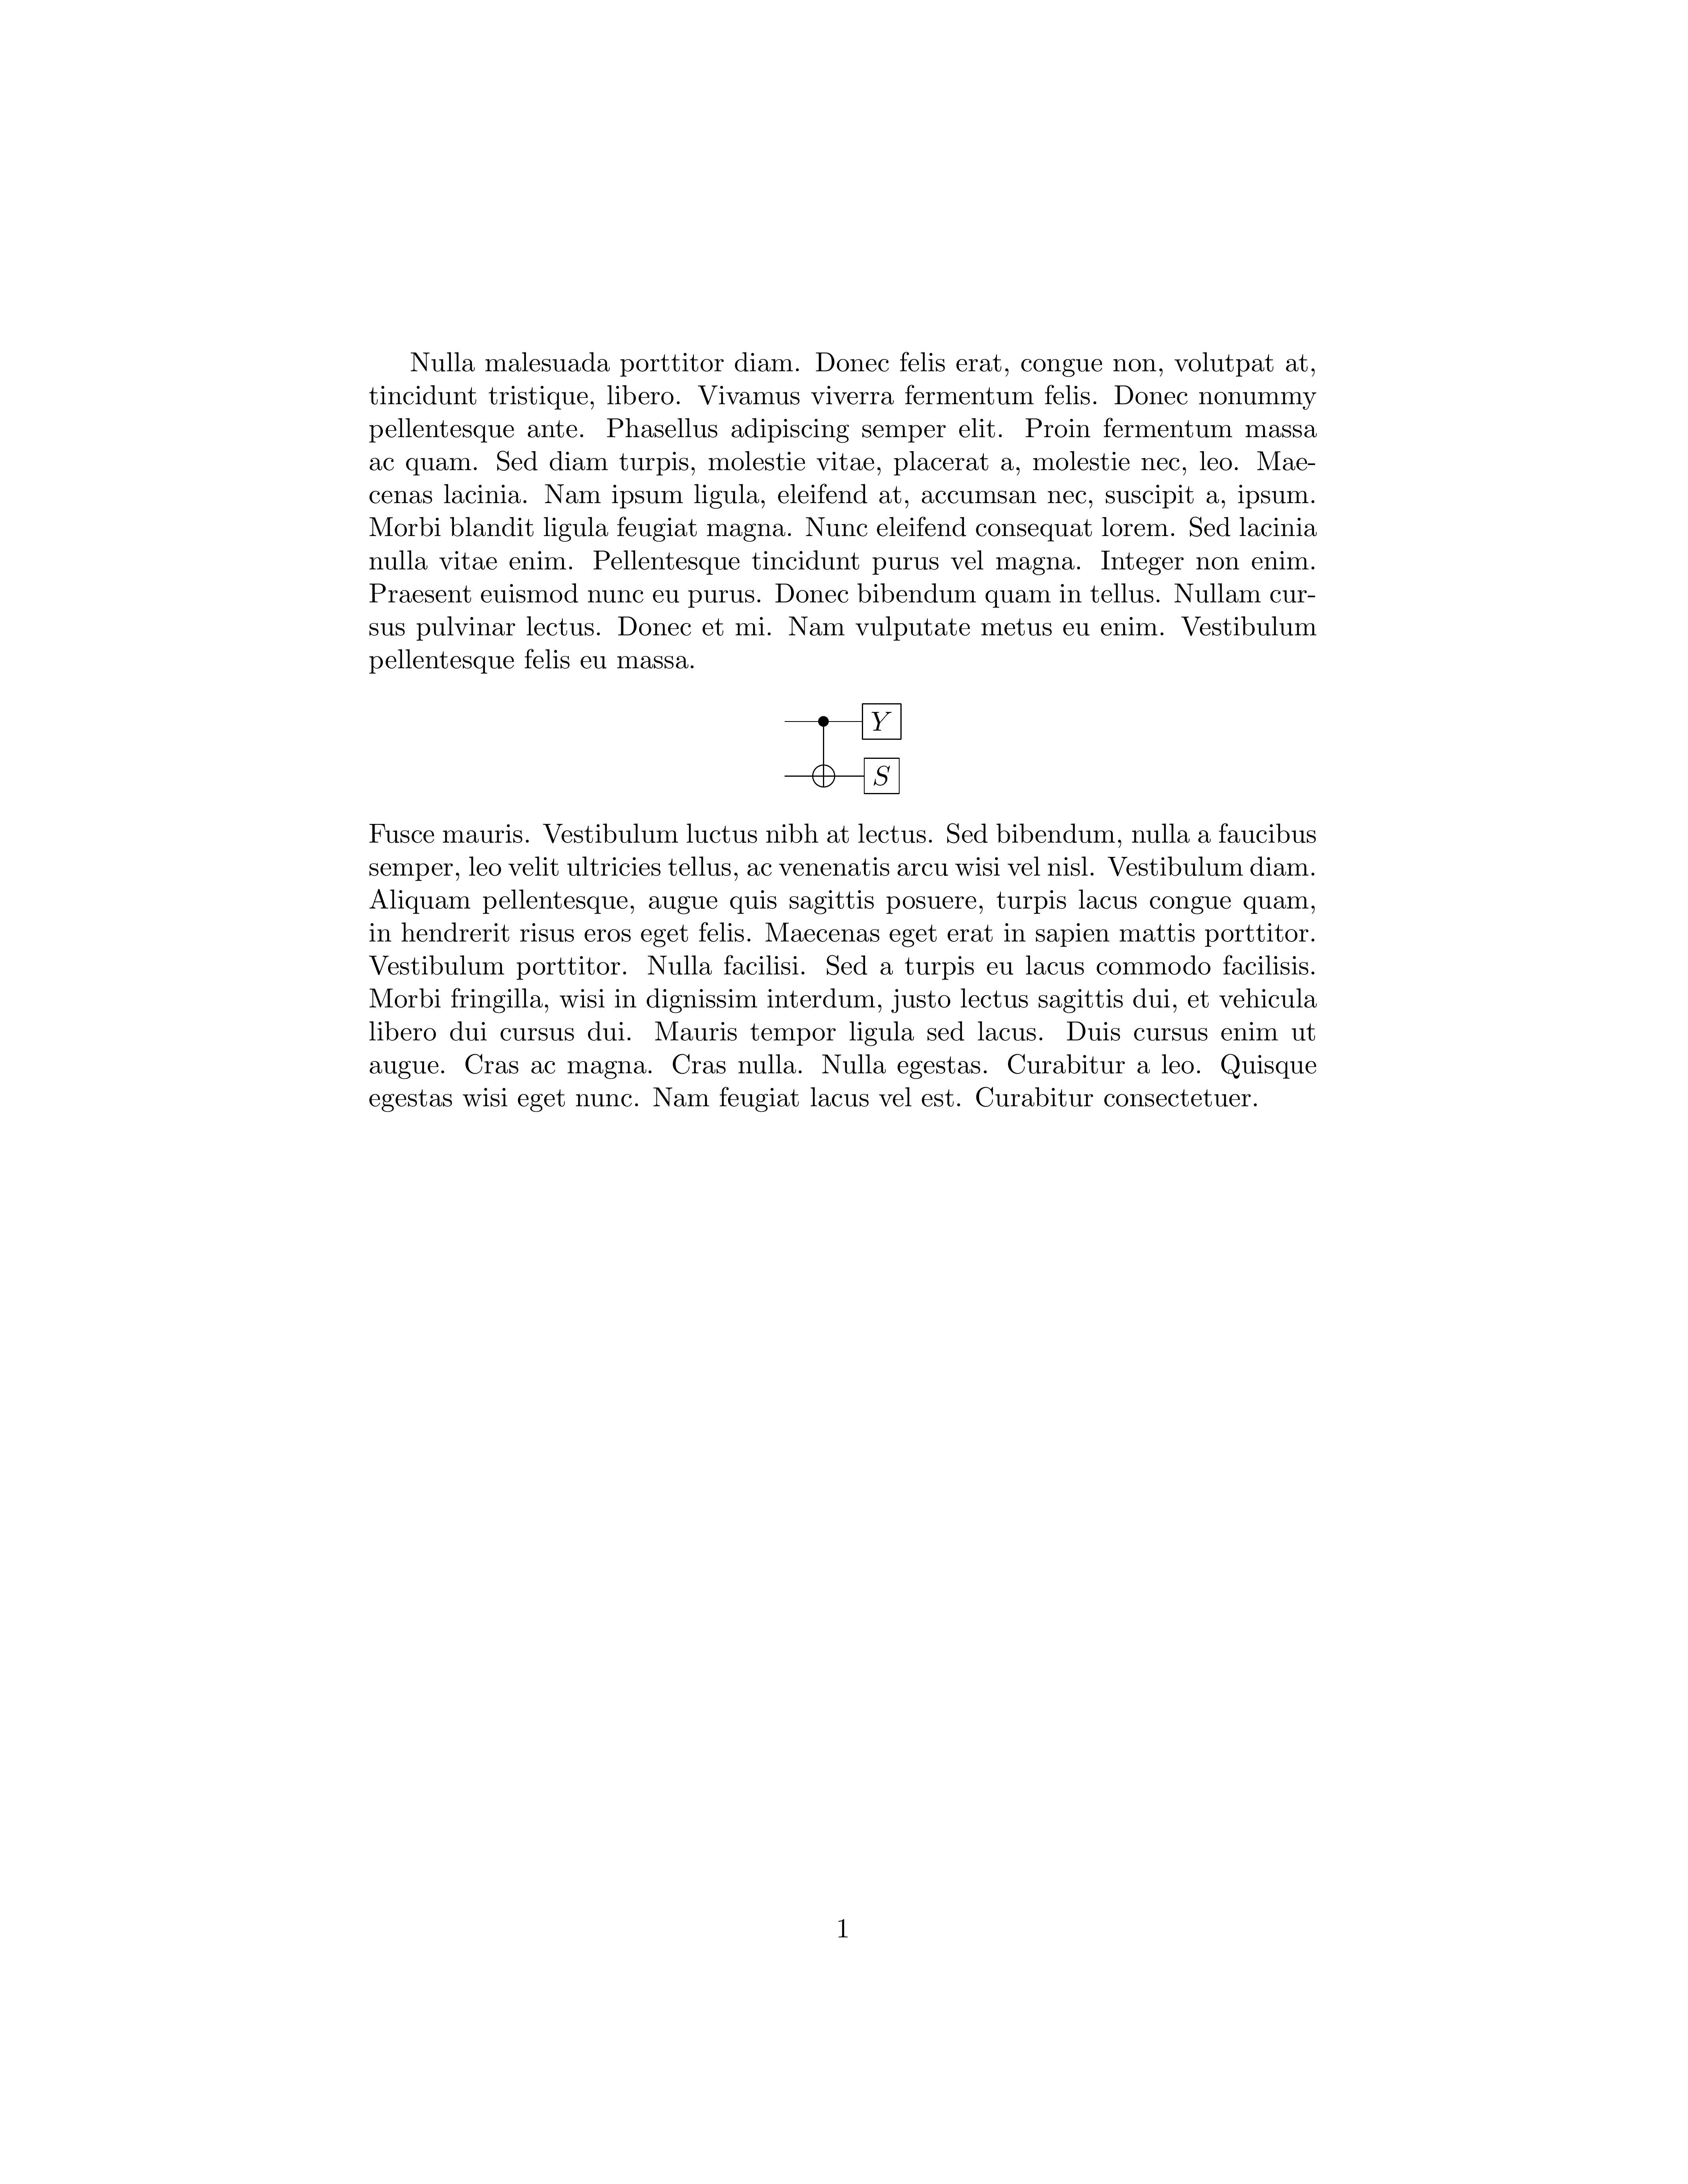 Nulla malesuada porttitor diam. Donec felis erat, congue non, volutpat at,
tincidunt tristique, libero. Vivamus viverra fermentum felis. Donec nonummy
pellentesque ante. Phasellus adipiscing semper elit. Proin fermentum massa
ac quam. Sed diam turpis, molestie vitae, placerat a, molestie nec, leo. Mae-
cenas lacinia. Nam ipsum ligula, eleifend at, accumsan nec, suscipit a, ipsum.
Morbi blandit ligula feugiat magna. Nunc eleifend consequat lorem. Sed lacinia
nulla vitae enim. Pellentesque tincidunt purus vel magna. Integer non enim.
Praesent euismod nunc eu purus. Donec bibendum quam in tellus. Nullam cur-
sus pulvinar lectus. Donec et mi. Nam vulputate metus eu enim. Vestibulum
pellentesque felis eu massa.
Y
S
Fusce mauris. Vestibulum luctus nibh at lectus. Sed bibendum, nulla a faucibus
semper, leo velit ultricies tellus, ac venenatis arcu wisi vel nisl. Vestibulum diam.
Aliquam pellentesque, augue quis sagittis posuere, turpis lacus congue quam,
in hendrerit risus eros eget felis. Maecenas eget erat in sapien mattis porttitor.
Vestibulum porttitor. Nulla facilisi. Sed a turpis eu lacus commodo facilisis.
Morbi fringilla, wisi in dignissim interdum, justo lectus sagittis dui, et vehicula
libero dui cursus dui. Mauris tempor ligula sed lacus. Duis cursus enim ut
augue. Cras ac magna. Cras nulla. Nulla egestas. Curabitur a leo. Quisque
egestas wisi eget nunc. Nam feugiat lacus vel est. Curabitur consectetuer.
1